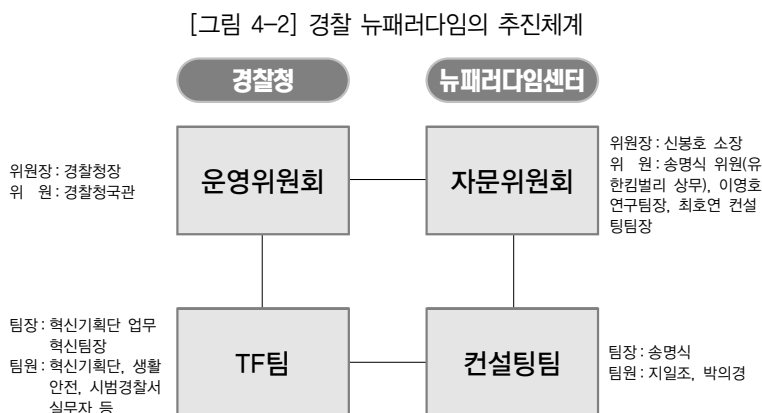 [그림 4-2] 경찰 뉴패러다임의 추진체계
경찰청
뉴패러다임센터
위원장 : 경찰청장
위 원 : 경찰청국관
운영위원회
자문위원회
위원장 : 신봉호 소장
위 원 : 송명식 위원(유
한킴벌리 상무), 이영호
연구팀장, 최호연 컨설
팅팀장
팀장 : 혁신기획단 업무
혁신팀장
팀원 : 혁신기획단, 생활
안전, 시범경찰서
실무자 등
TF팀
컨설팅팀
팀장 : 송명식
팀원 : 지일조, 박의경